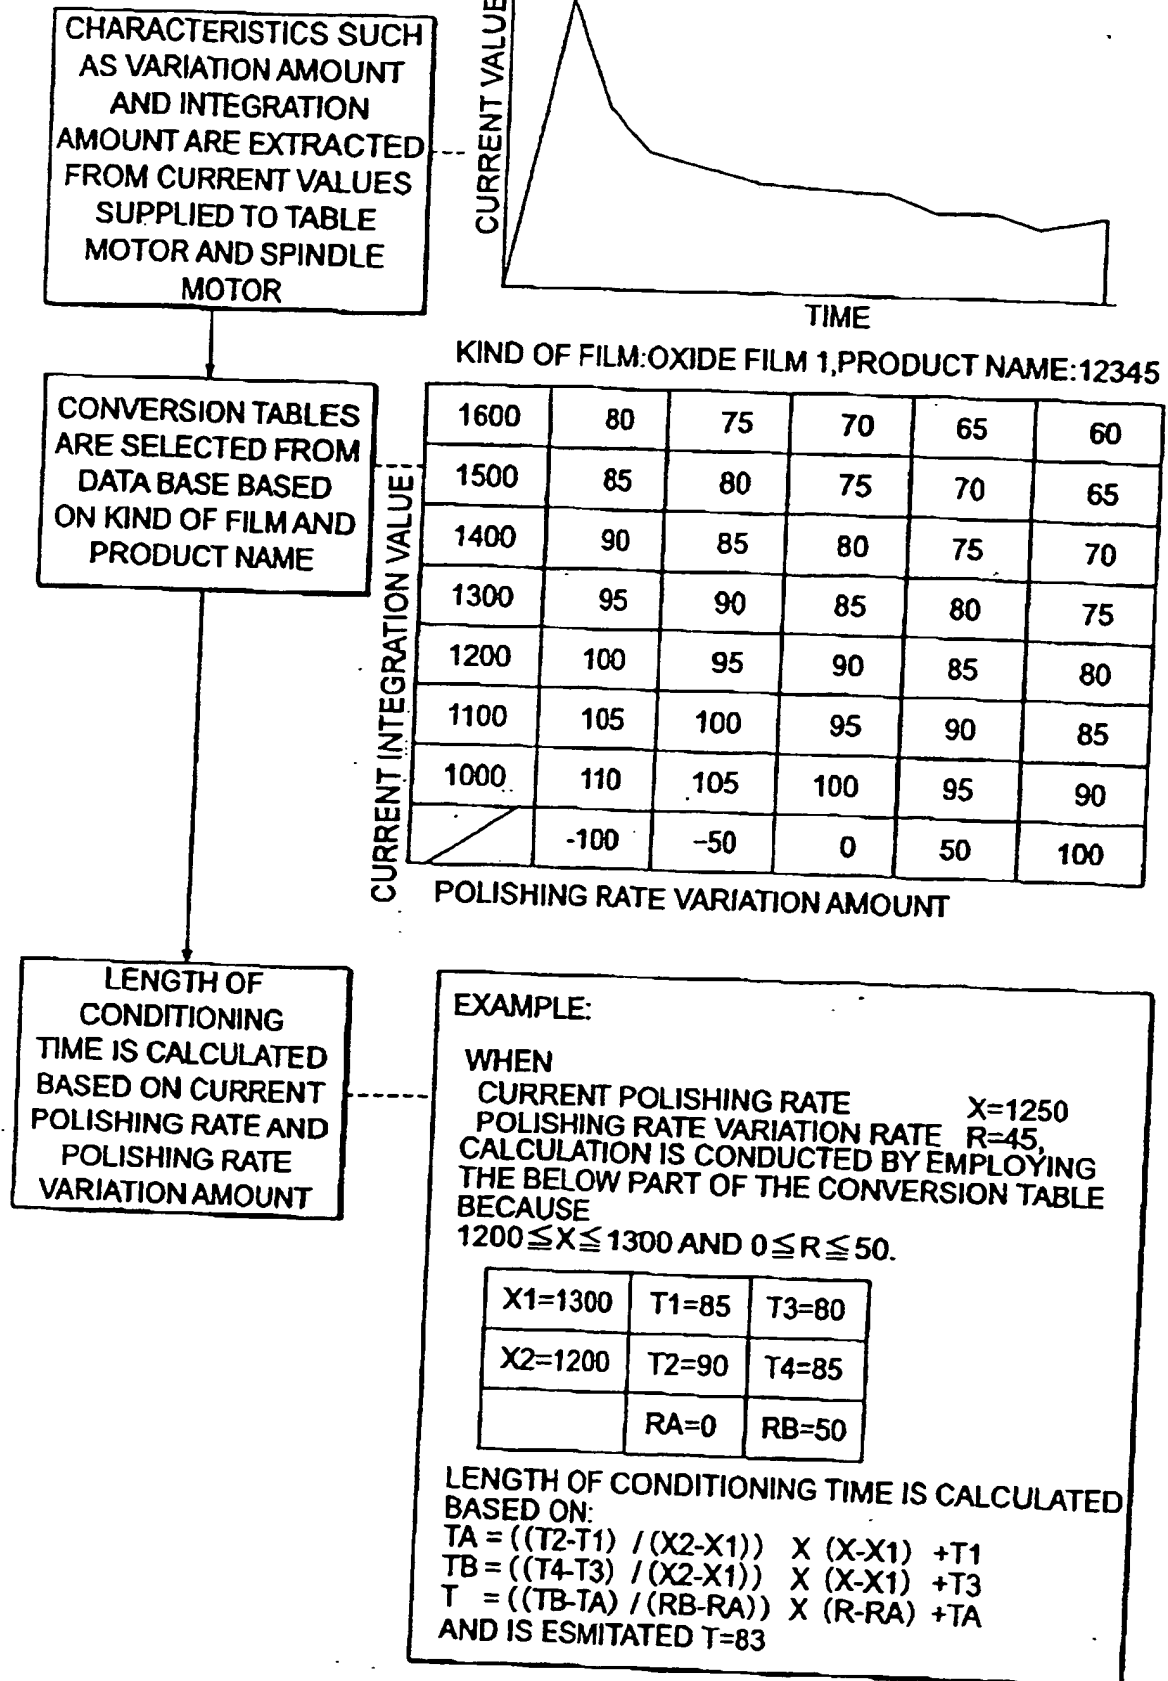 CHARACTERISTICS SUCH
AS VARIATION AMOUNT
AND INTEGRATION
AMOUNT ARE EXTRACTED
FROM CURRENT VALUES
SUPPLIED TO TABLE
MOTOR AND SPINDLE
MOTOR
CURRENT VALUE
TIME
KIND OF FILM:OXIDE FILM 1,PRODUCT NAME:12345
CONVERSION TABLES
ARE SELECTED FROM
DATA BASE BASED
ON KIND OF FILM AND
PRODUCT NAME
CURRENT INTEGRATION VALUE
1600 80 75 70 65 60
1500 85 80 75 70 65
1400 90 85 80 75 70
1300 95 90 85 80 75
1200 100 95 90 85 80
1100 105 100 95 90 85
1000 110 105 100 95 90
-100 -50 0 50 100
POLISHING RATE VARIATION AMOUNT
LENGTH OF
CONDITIONING
TIME IS CALCULATED
BASED ON CURRENT
POLISHING RATE AND
POLISHING RATE
VARIATION AMOUNT
EXAMPLE:
WHEN
CURRENT POLISHING RATE X=1250
POLISHING RATE VARIATION RATE R=45,
CALCULATION IS CONDUCTED BY EMPLOYING
THE BELOW PART OF THE CONVERSION TABLE
BECAUSE
1200≦X≦1300 AND 0≦R≦50.
X1=1300 T1=85 T3=80
X2=1200 T2=90 T4=85
RA=0 RB=50
LENGTH OF CONDITIONING TIME IS CALCULATED
BASED ON:
TA = ((T2-T1) / (X2-X1)) X (X-X1) +T1
TB = ((T4-T3) / (X2-X1)) X (X-X1) +T3
T = ((TB-TA) / (RB-RA)) X (R-RA) +TA
AND IS ESMITATED T=83